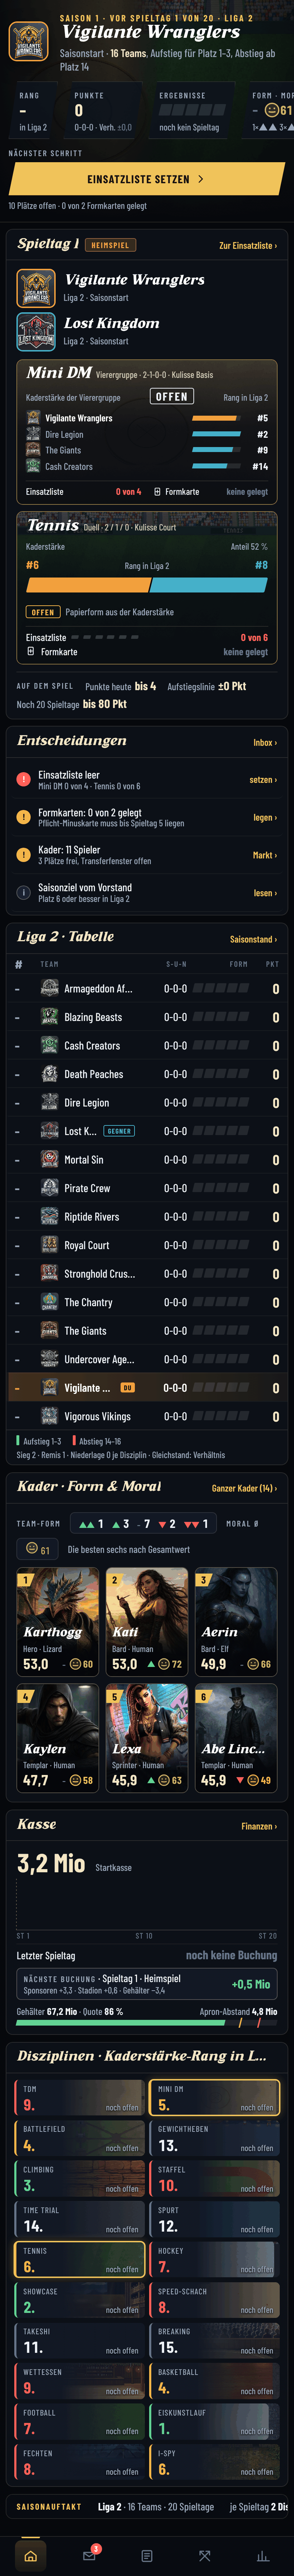 SAISON 1 · VOR SPIELTAG 1 VON 20 · LIGA 2
Vigilante Wranglers
Saisonstart · 16 Teams, Aufstieg für Platz 1–3, Abstieg ab
Platz 14
RANG
-
in Liga 2
PUNKTE
0
0-0-0 · Verh. ±0,0
ERGEBNISSE
noch kein Spieltag
FORM · MOR
- 61
1×▲▲ 3×▲
NÄCHSTER SCHRITT
EINSATZLISTE SETZEN ›
10 Plätze offen · 0 von 2 Formkarten gelegt
Spieltag 1 HEIMSPIEL Zur Einsatzliste ›
Vigilante Wranglers
Liga 2 · Saisonstart
Lost Kingdom
Liga 2 · Saisonstart
Mini DM Vierergruppe · 2-1-0-0 · Kulisse Basis
Kaderstärke der Vierergruppe OFFEN Rang in Liga 2
Vigilante Wranglers #5
Dire Legion #2
The Giants #9
Cash Creators #14
Einsatzliste 0 von 4 Formkarte keine gelegt
Tennis Duell · 2 / 1 / 0 · Kulisse Court
Kaderstärke Anteil 52 %
#6 Rang in Liga 2 #8
OFFEN Papierform aus der Kaderstärke
Einsatzliste 0 von 6
Formkarte keine gelegt
AUF DEM SPIEL Punkte heute bis 4 Aufstiegslinie ±0 Pkt
Noch 20 Spieltage bis 80 Pkt
Entscheidungen Inbox ›
! Einsatzliste leer
Mini DM 0 von 4 · Tennis 0 von 6
setzen ›
! Formkarten: 0 von 2 gelegt
Pflicht-Minuskarte muss bis Spieltag 5 liegen
legen ›
! Kader: 11 Spieler
3 Plätze frei, Transferfenster offen
Markt ›
i Saisonziel vom Vorstand
Platz 6 oder besser in Liga 2
lesen ›
Liga 2 · Tabelle Saisonstand ›
# TEAM S-U-N FORM PKT
- Armageddon Af... 0-0-0 0
- Blazing Beasts 0-0-0 0
- Cash Creators 0-0-0 0
- Death Peaches 0-0-0 0
- Dire Legion 0-0-0 0
- Lost K... GEGNER 0-0-0 0
- Mortal Sin 0-0-0 0
- Pirate Crew 0-0-0 0
- Riptide Rivers 0-0-0 0
- Royal Court 0-0-0 0
- Stronghold Crus... 0-0-0 0
- The Chantry 0-0-0 0
- The Giants 0-0-0 0
- Undercover Age... 0-0-0 0
- Vigilante ... DU 0-0-0 0
- Vigorous Vikings 0-0-0 0
Aufstieg 1–3 Abstieg 14–16
Sieg 2 · Remis 1 · Niederlage 0 je Disziplin · Gleichstand: Verhältnis
Kader · Form & Moral Ganzer Kader (14) ›
TEAM-FORM ▲▲ 1 ▲ 3 - 7 ▼ 2 ▼▼ 1 MORAL Ø
61 Die besten sechs nach Gesamtwert
1
Karthogg
Hero · Lizard
53,0 - 60
2
Kati
Bard · Human
53,0 ▲ 72
3
Aerin
Bard · Elf
49,9 - 66
4
Kaylen
Templar · Human
47,7 - 58
5
Lexa
Sprinter · Human
45,9 ▲ 63
6
Abe Linc...
Templar · Human
45,9 ▼ 49
Kasse Finanzen ›
3,2 Mio Startkasse
ST 1 ST 10 ST 20
Letzter Spieltag noch keine Buchung
NÄCHSTE BUCHUNG · Spieltag 1 · Heimspiel
Sponsoren +3,3 · Stadion +0,6 · Gehälter −3,4
+0,5 Mio
Gehälter 67,2 Mio · Quote 86 % Apron-Abstand 4,8 Mio
Disziplinen · Kaderstärke-Rang in L...
TDM
9. noch offen
MINI DM
5. noch offen
BATTLEFIELD
4. noch offen
GEWICHTHEBEN
13. noch offen
CLIMBING
3. noch offen
STAFFEL
10. noch offen
TIME TRIAL
14. noch offen
SPURT
12. noch offen
TENNIS
6. noch offen
HOCKEY
7. noch offen
SHOWCASE
2. noch offen
SPEED-SCHACH
8. noch offen
TAKESHI
11. noch offen
BREAKING
15. noch offen
WETTESSEN
9. noch offen
BASKETBALL
4. noch offen
FOOTBALL
7. noch offen
EISKUNSTLAUF
1. noch offen
FECHTEN
8. noch offen
I-SPY
6. noch offen
SAISONAUFTAKT Liga 2 · 16 Teams · 20 Spieltage je Spieltag 2 Dis
3